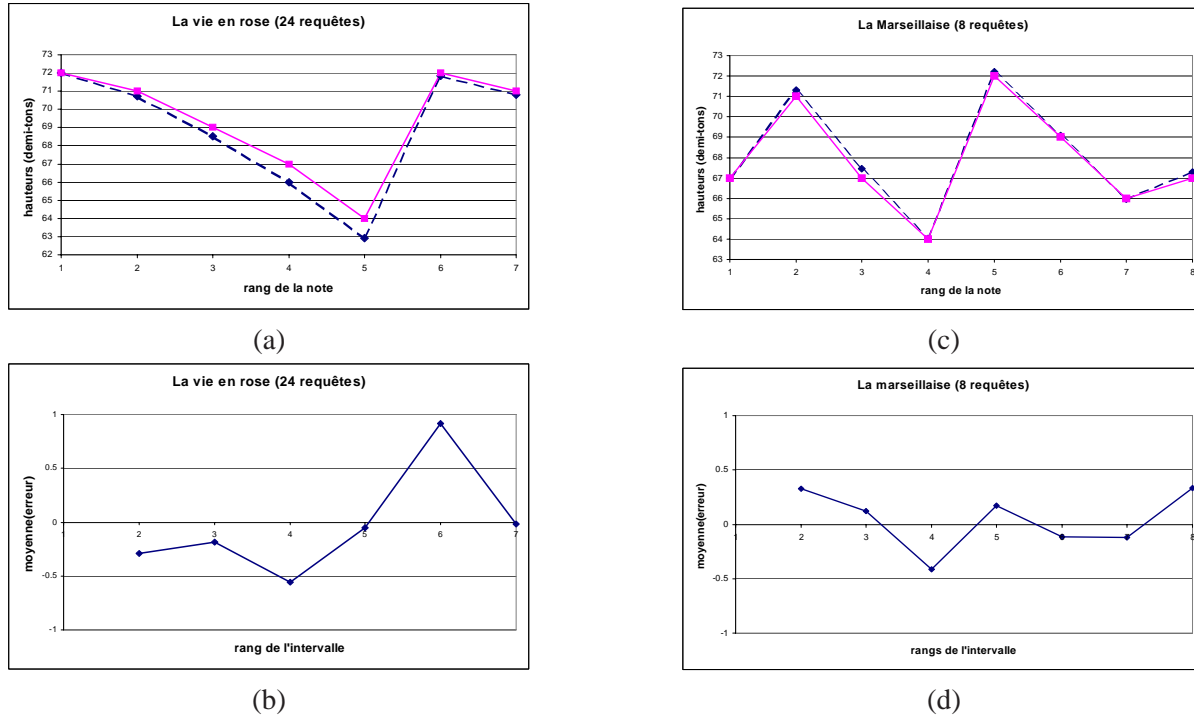 La vie en rose (24 requêtes)
73
72
71
70
69
68
67
66
65
64
63
62
1 2 3 4 5 6 7
hauteurs (demi-tons)
rang de la note
(a)
La Marseillaise (8 requêtes)
73
72
71
70
69
68
67
66
65
64
63
1 2 3 4 5 6 7 8
hauteurs (demi-tons)
rang de la note
(c)
La vie en rose (24 requêtes)
1
0.5
0
-0.5
-1
1 2 3 4 5 6 7
moyenne(erreur)
rang de l'intervalle
(b)
La marseillaise (8 requêtes)
1
0.5
0
-0.5
-1
1 2 3 4 5 6 7 8
moyenne(erreur)
rangs de l'intervalle
(d)